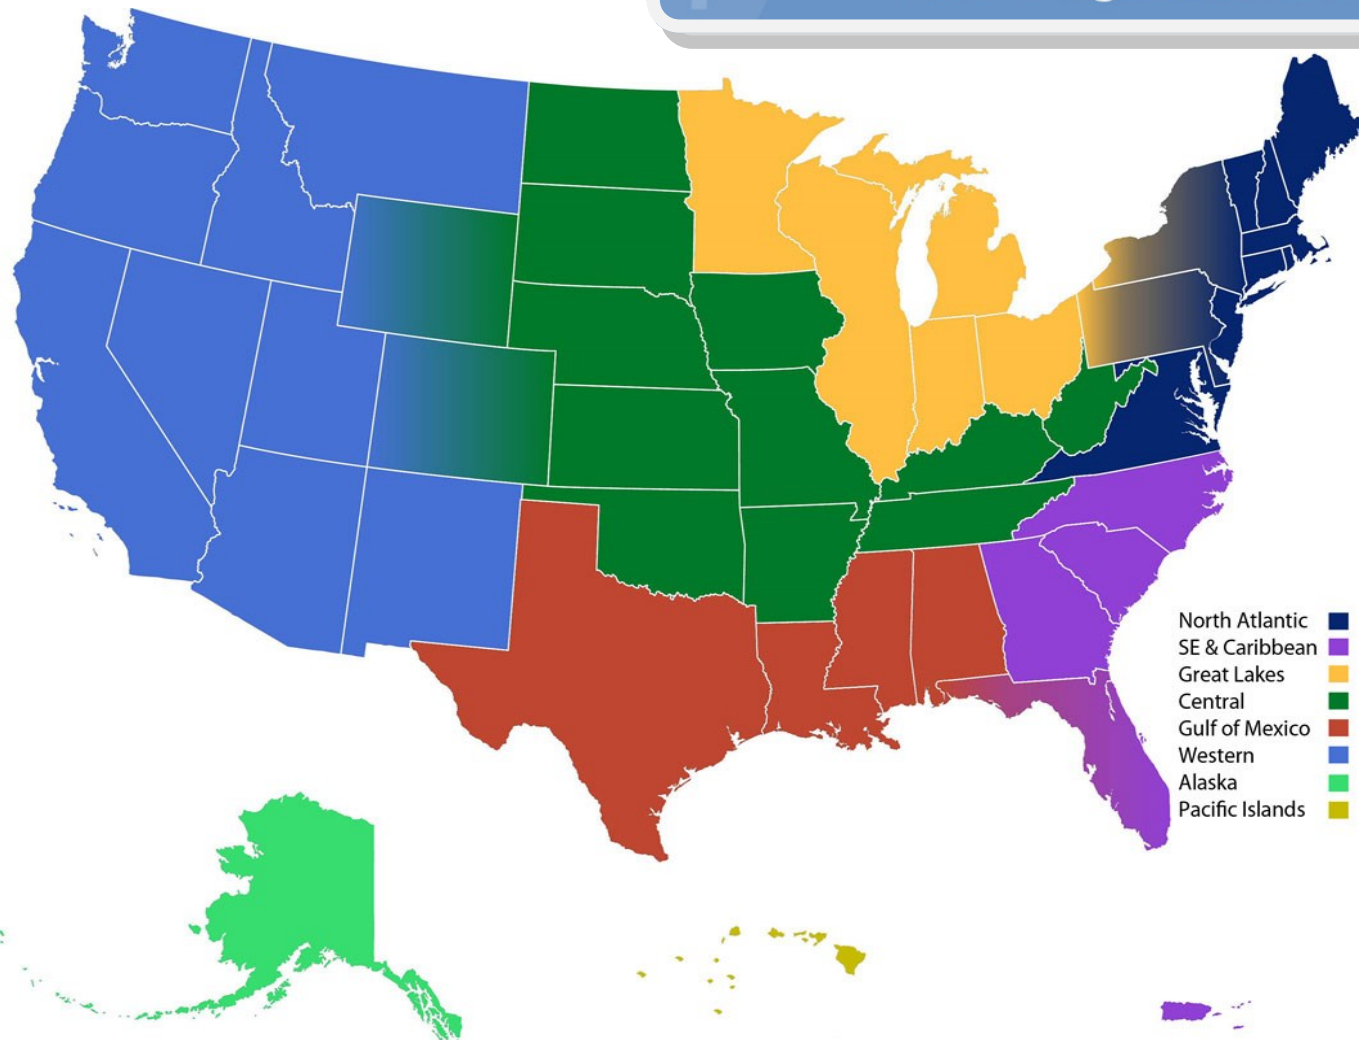 North Atlantic
SE & Caribbean
Great Lakes
Central
Gulf of Mexico
Western
Alaska
Pacific Islands